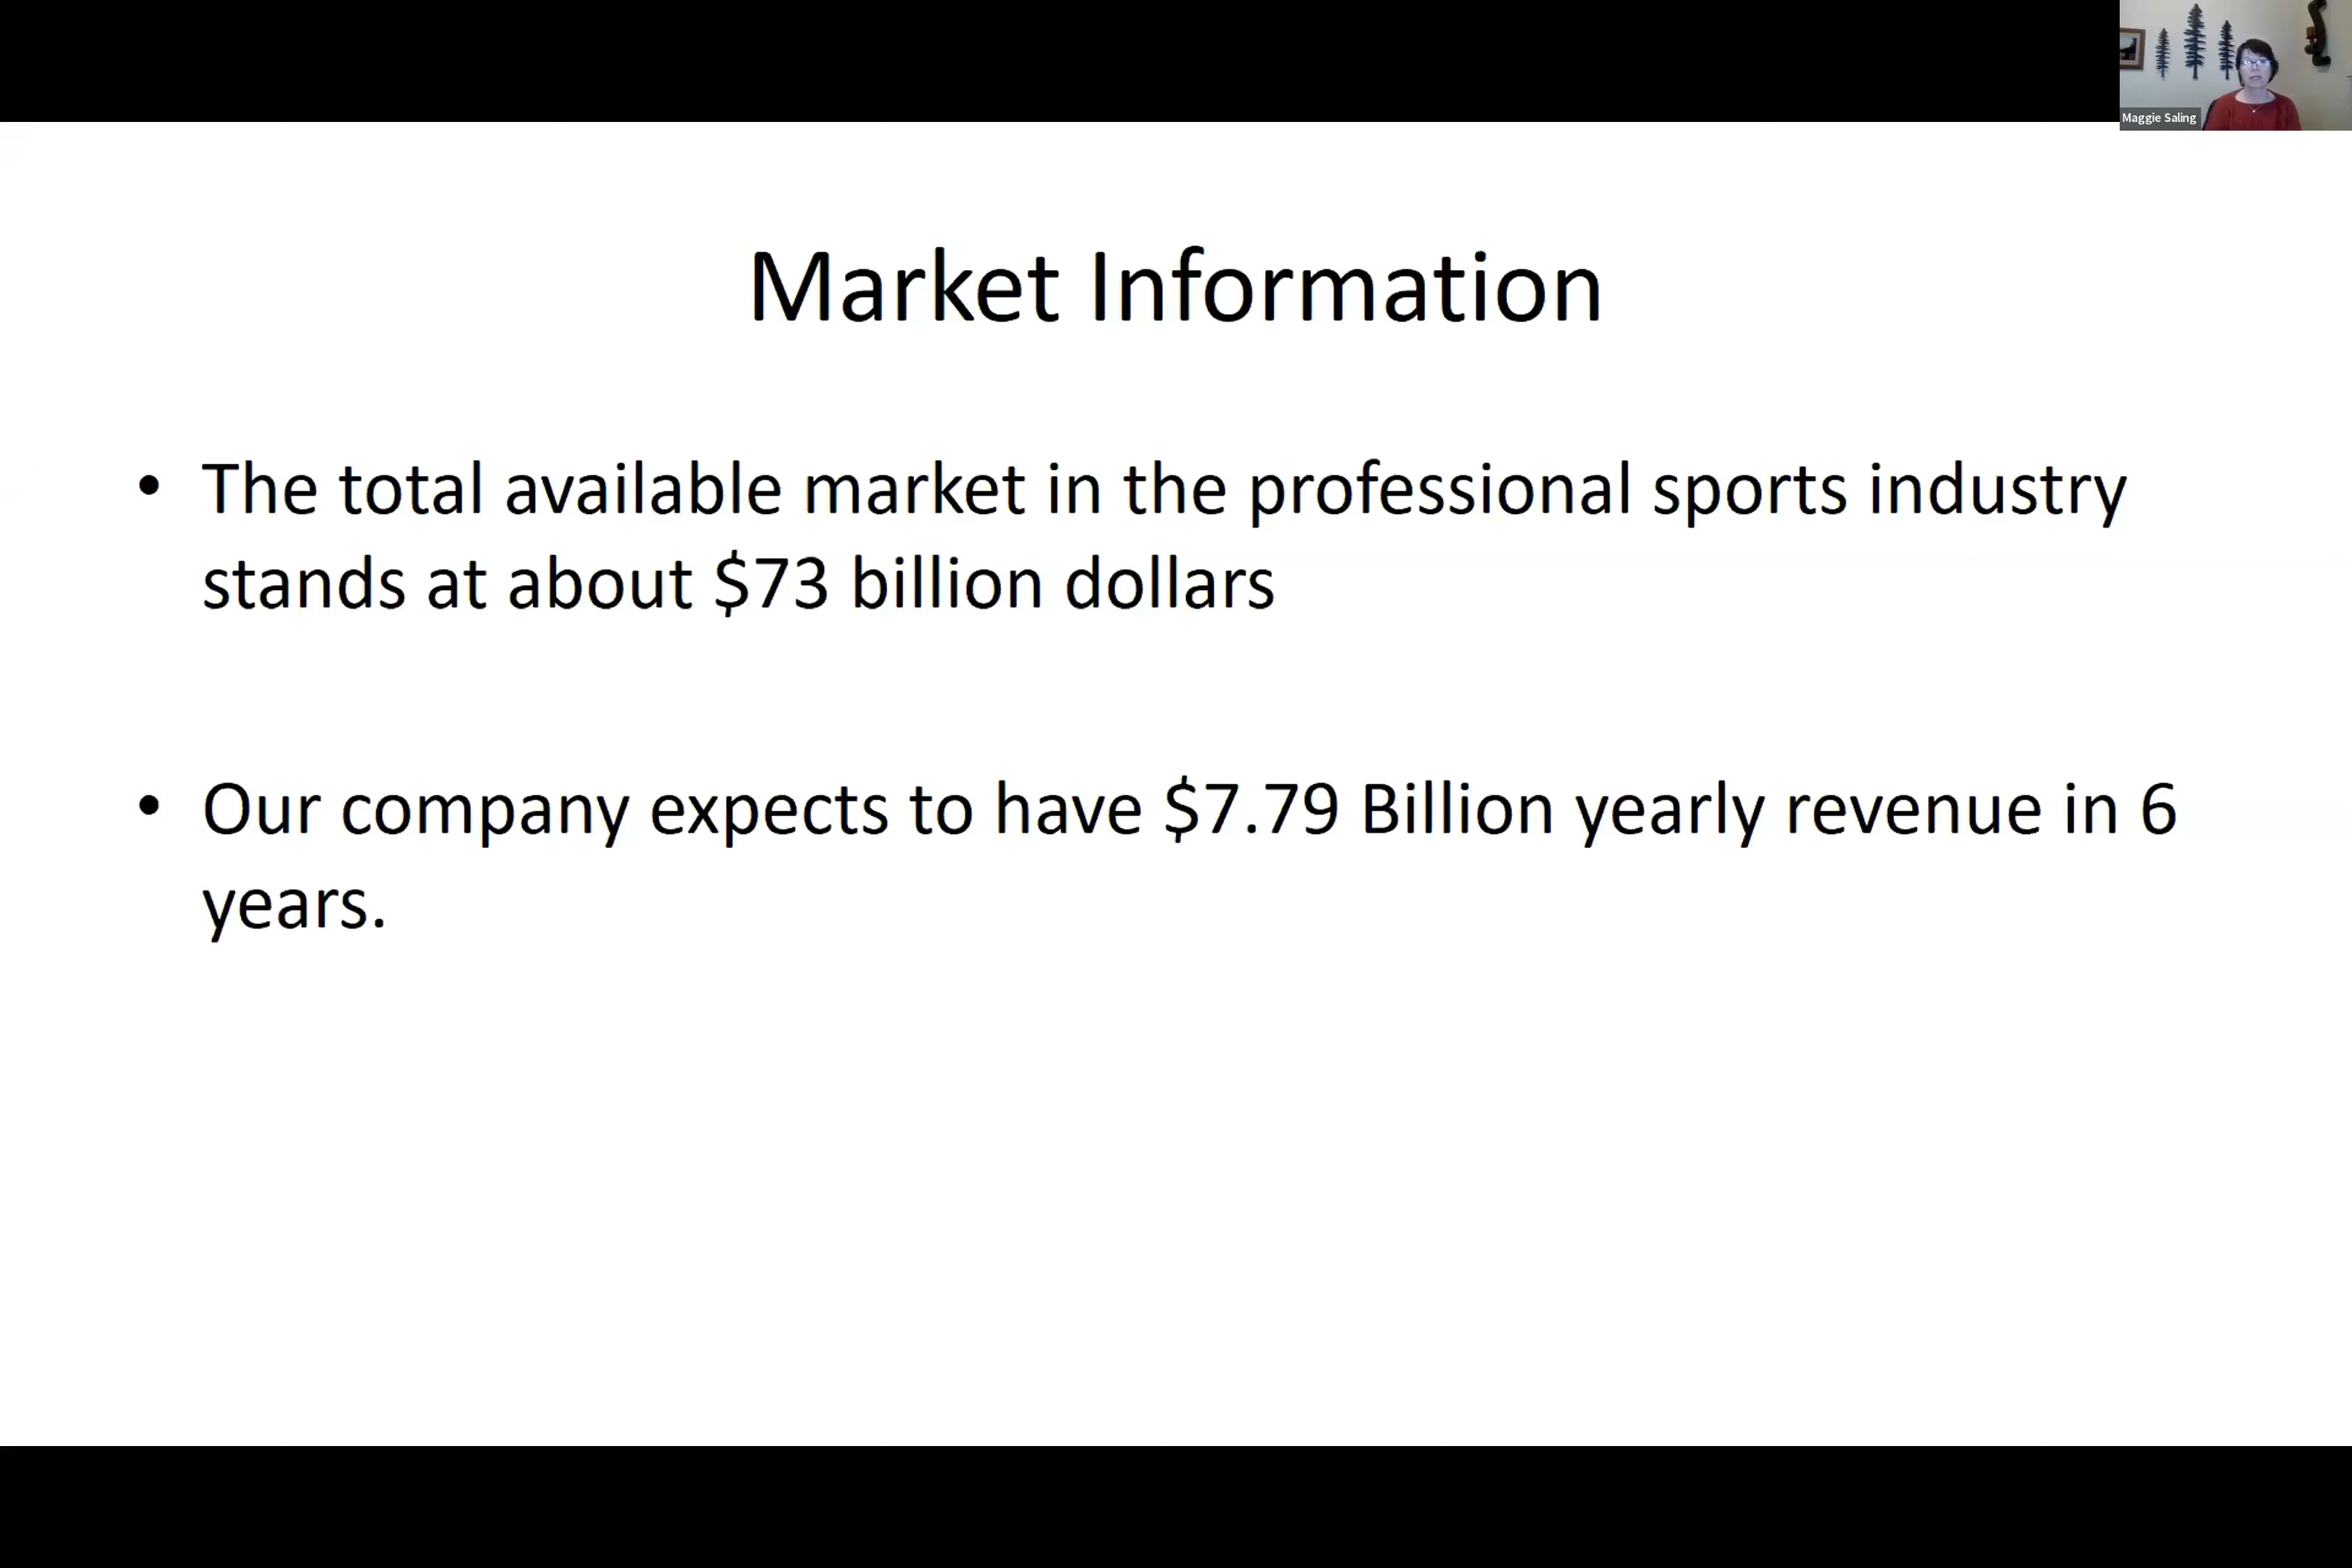 Maggie Saling
Market Information
• The total available market in the professional sports industry
stands at about $73 billion dollars
• Our company expects to have $7.79 Billion yearly revenue in 6
years.